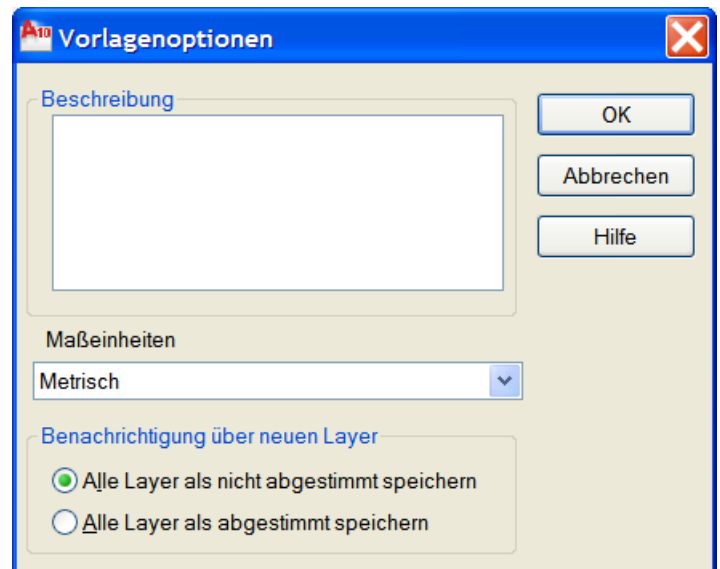 A10 Vorlagenoptionen
Beschreibung
OK
Abbrechen
Hilfe
Maßeinheiten
Metrisch
Benachrichtigung über neuen Layer
Alle Layer als nicht abgestimmt speichern
Alle Layer als abgestimmt speichern